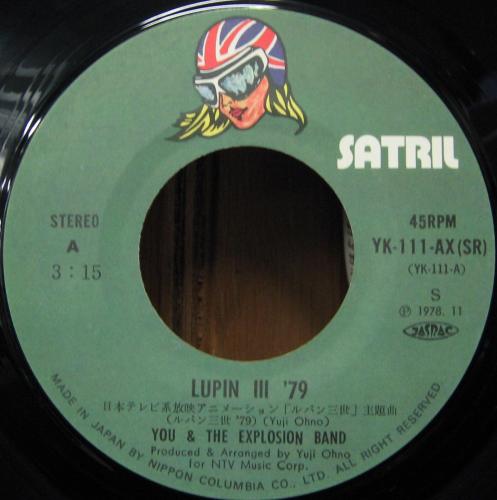 SATRIL
STEREO
A
3:15
45RPM
YK-111-AX(SR)
(YK-111-A)
S
Ⓟ 1978. 11
JASRAC
LUPIN III '79
日本テレビ系放映アニメーション「ルパン三世」主題曲
(ルパン三世 '79) (Yuji Ohno)
YOU & THE EXPLOSION BAND
Produced & Arranged by Yuji Ohno
for NTV Music Corp.
MADE IN JAPAN BY NIPPON COLUMBIA CO., LTD. ALL RIGHT RESERVED